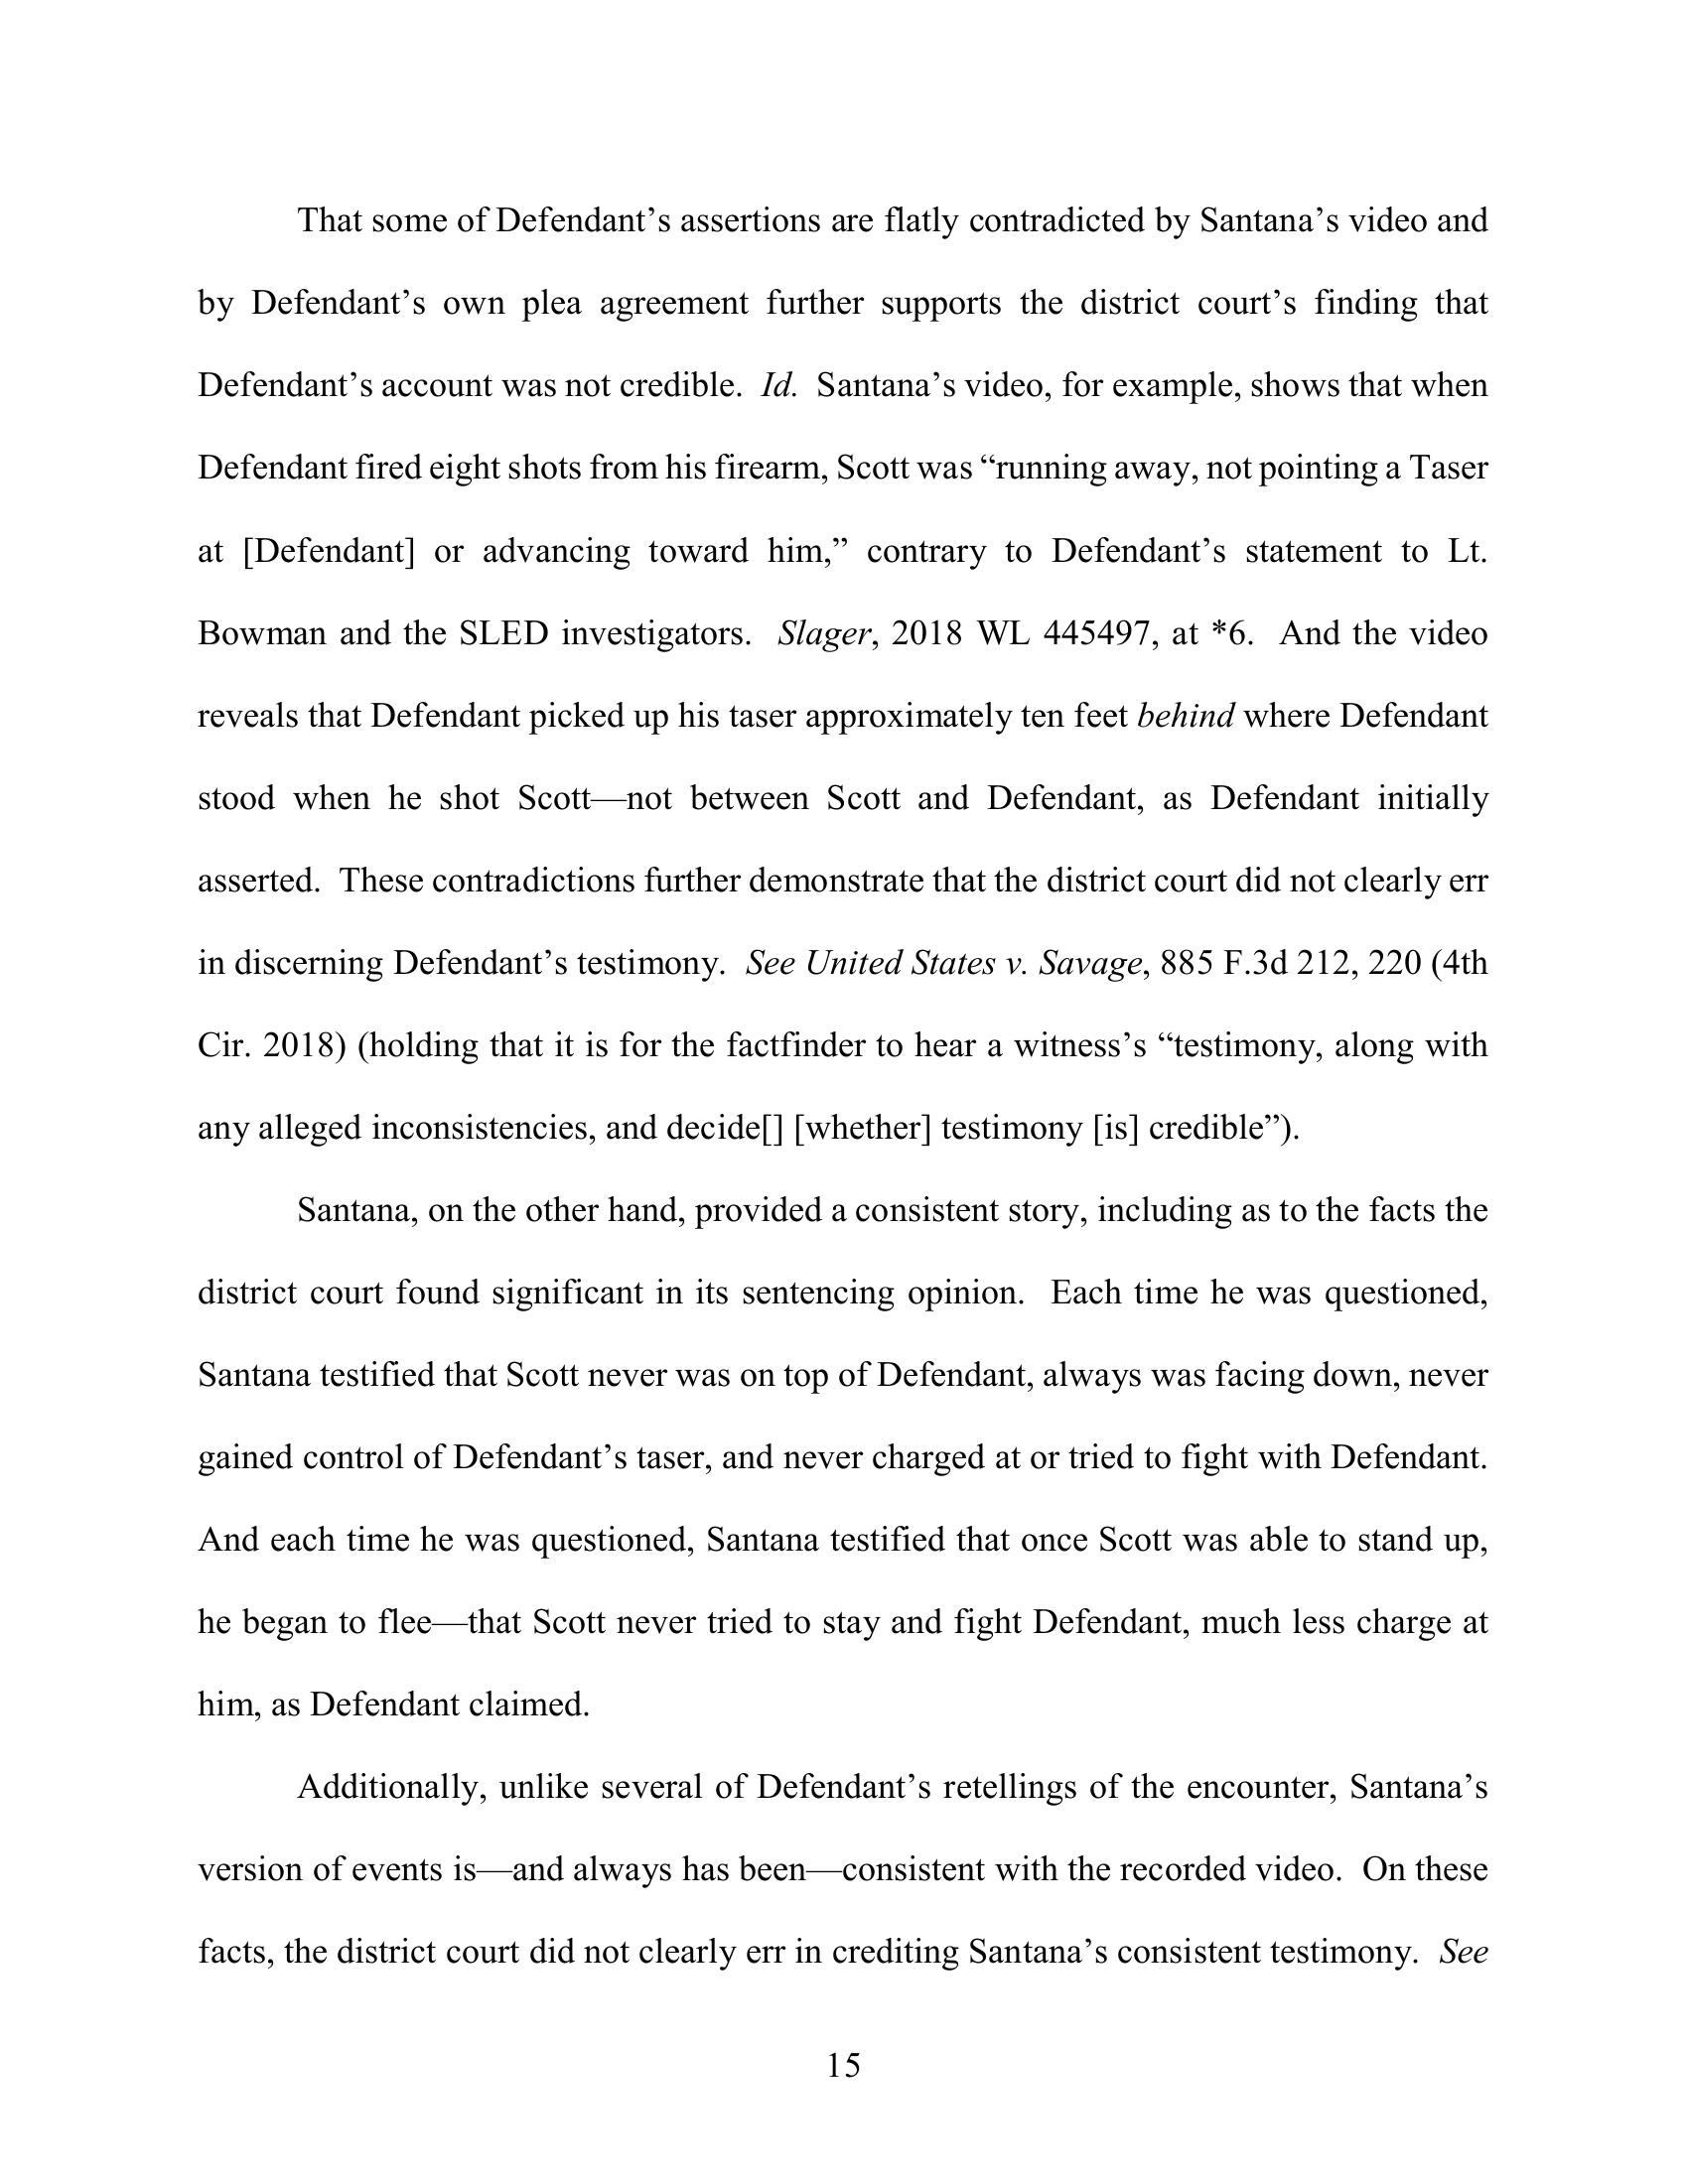 That some of Defendant’s assertions are flatly contradicted by Santana’s video and
by Defendant’s own plea agreement further supports the district court’s finding that
Defendant’s account was not credible.  Id.  Santana’s video, for example, shows that when
Defendant fired eight shots from his firearm, Scott was “running away, not pointing a Taser
at [Defendant] or advancing toward him,” contrary to Defendant’s statement to Lt.
Bowman and the SLED investigators.  Slager, 2018 WL 445497, at *6.  And the video
reveals that Defendant picked up his taser approximately ten feet behind where Defendant
stood when he shot Scott—not between Scott and Defendant, as Defendant initially
asserted.  These contradictions further demonstrate that the district court did not clearly err
in discerning Defendant’s testimony.  See United States v. Savage, 885 F.3d 212, 220 (4th
Cir. 2018) (holding that it is for the factfinder to hear a witness’s “testimony, along with
any alleged inconsistencies, and decide[] [whether] testimony [is] credible”).
Santana, on the other hand, provided a consistent story, including as to the facts the
district court found significant in its sentencing opinion.  Each time he was questioned,
Santana testified that Scott never was on top of Defendant, always was facing down, never
gained control of Defendant’s taser, and never charged at or tried to fight with Defendant.
And each time he was questioned, Santana testified that once Scott was able to stand up,
he began to flee—that Scott never tried to stay and fight Defendant, much less charge at
him, as Defendant claimed.
Additionally, unlike several of Defendant’s retellings of the encounter, Santana’s
version of events is—and always has been—consistent with the recorded video.  On these
facts, the district court did not clearly err in crediting Santana’s consistent testimony.  See
15